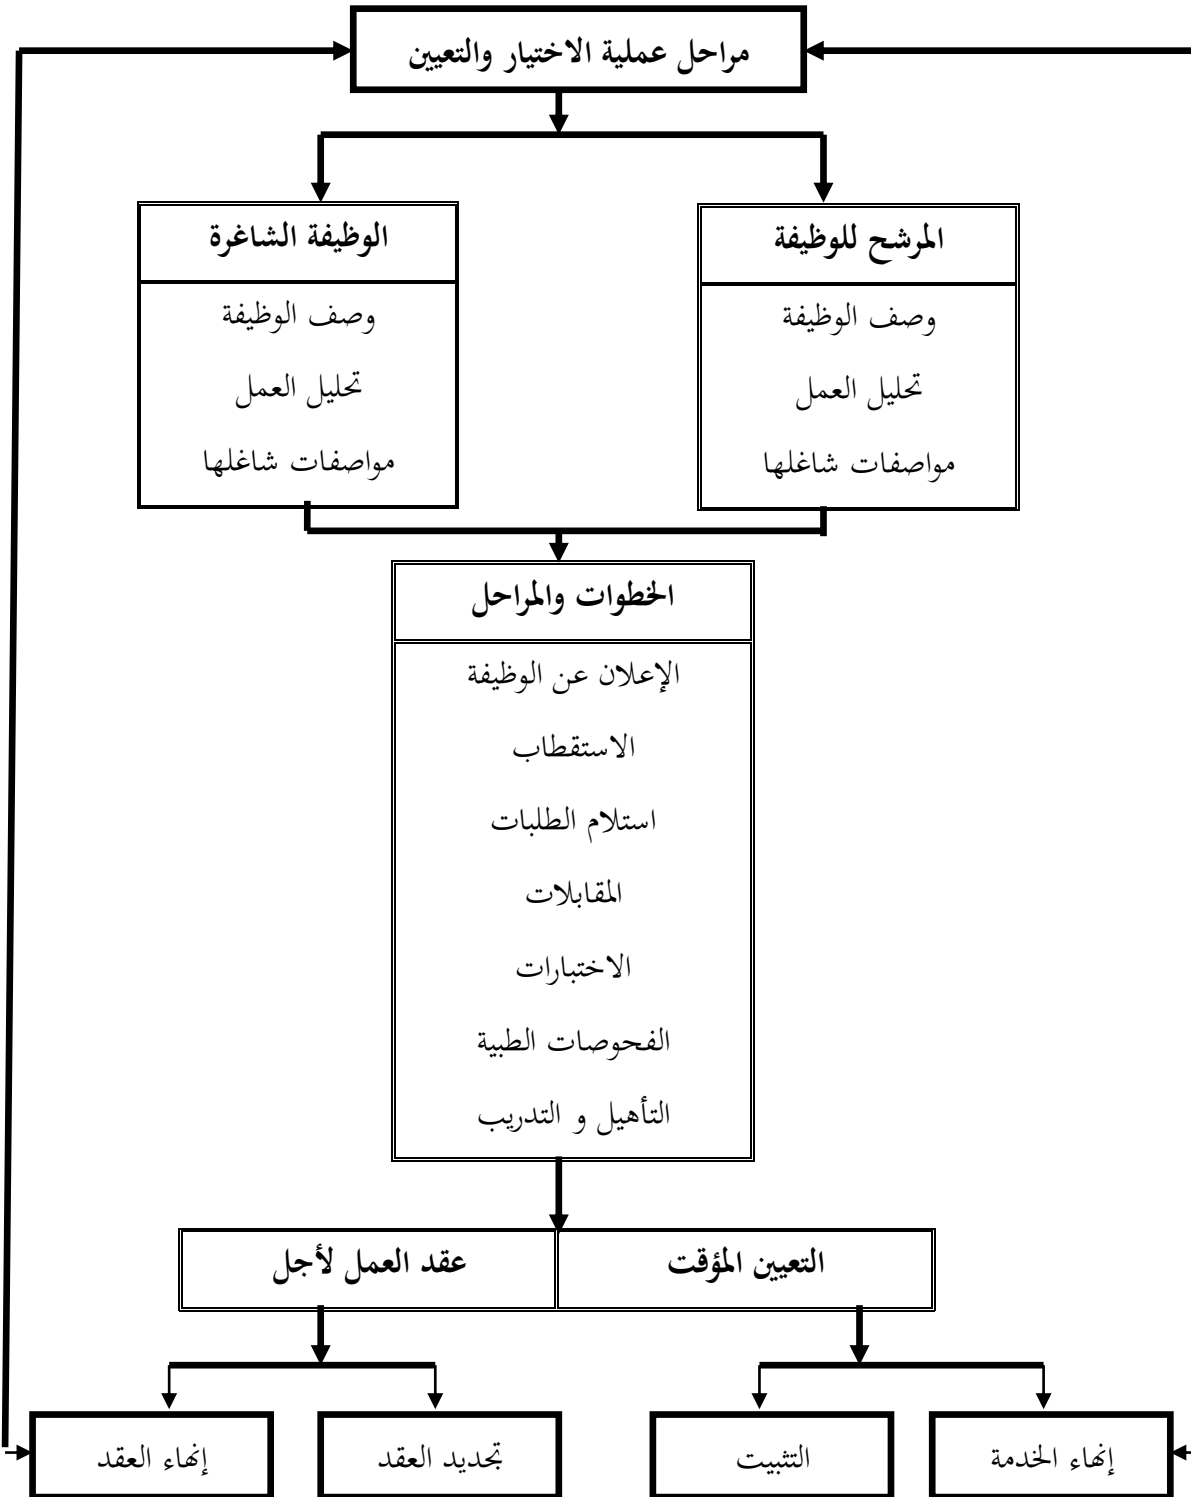 مراحل عملية الاختيار والتعيين
المرشح للوظيفة
وصف الوظيفة
تحليل العمل
مواصفات شاغلها
الوظيفة الشاغرة
وصف الوظيفة
تحليل العمل
مواصفات شاغلها
الخطوات والمراحل
الإعلان عن الوظيفة
الاستقطاب
استلام الطلبات
المقابلات
الاختبارات
الفحوصات الطبية
التأهيل و التدريب
التعيين المؤقت
عقد العمل لأجل
إنهاء الخدمة
التثبيت
تجديد العقد
إنهاء العقد